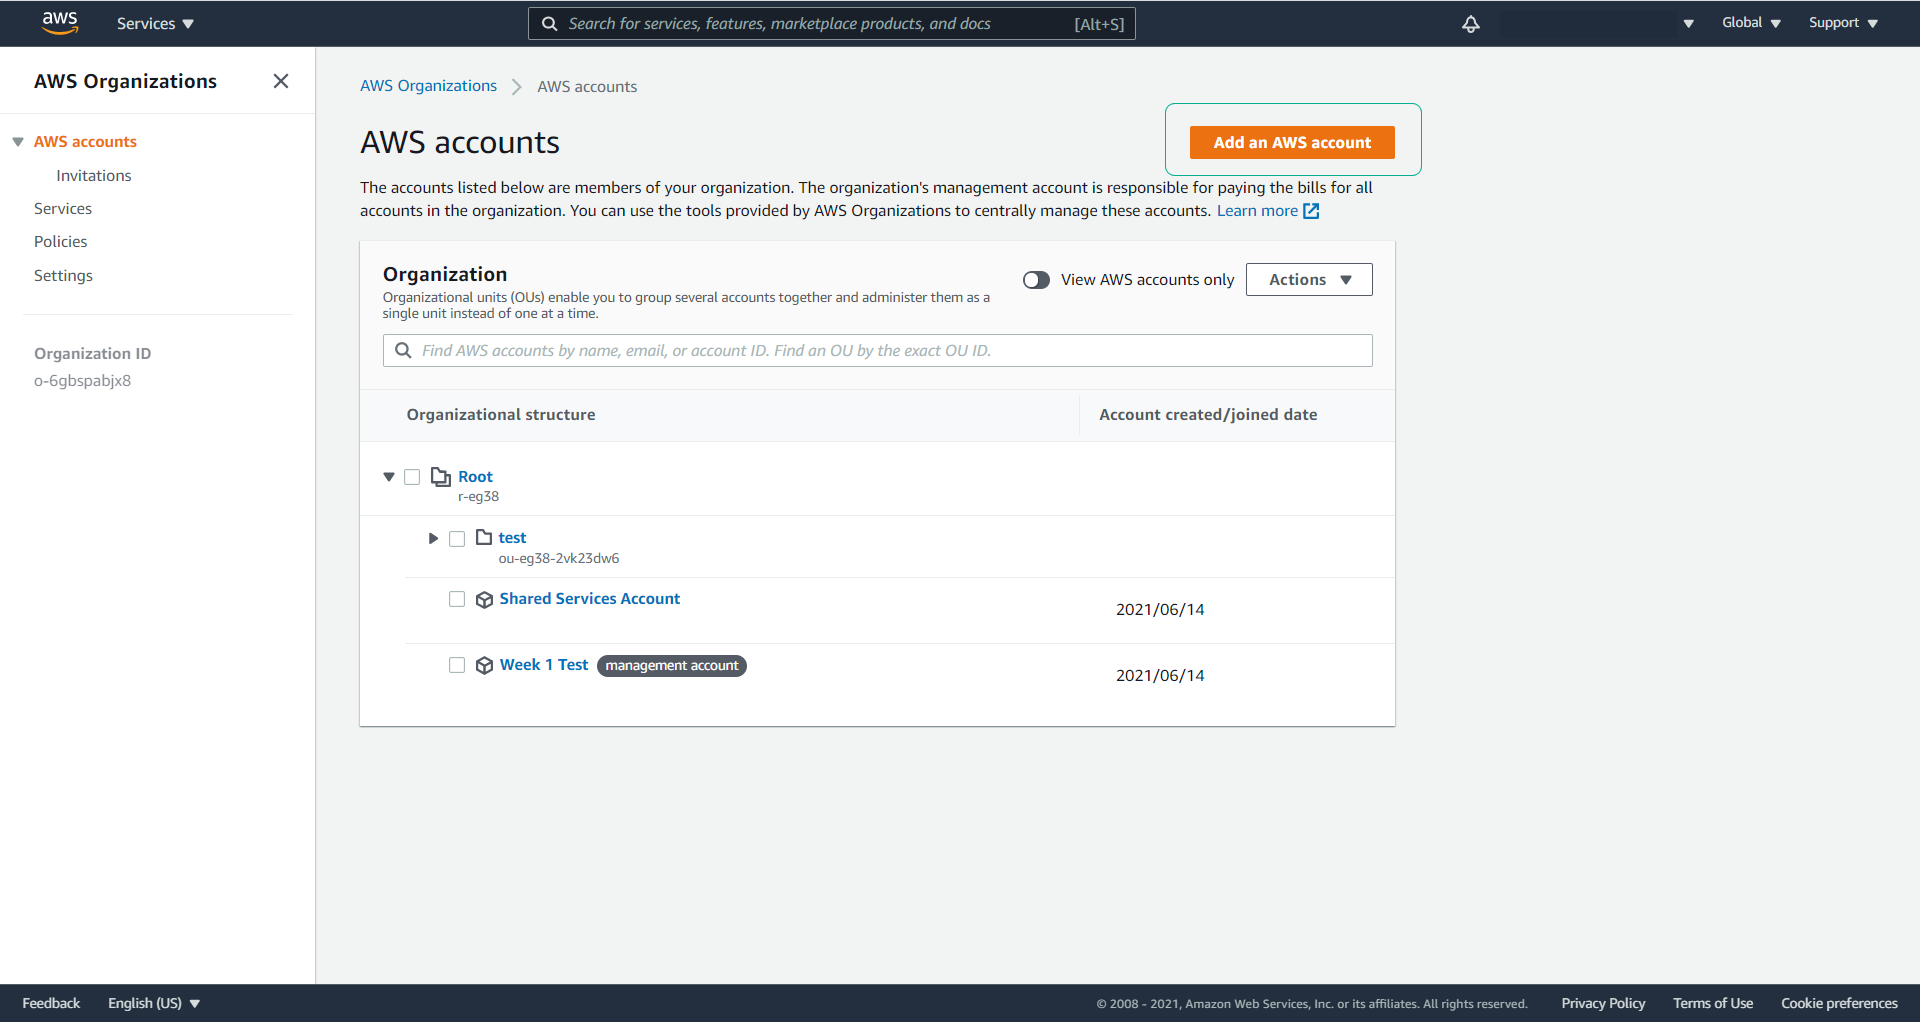 aws
Services
Search for services, features, marketplace products, and docs [Alt+S]
Global
Support
AWS Organizations
AWS accounts
Invitations
Services
Policies
Settings
Organization ID
o-6gbspabjx8
AWS Organizations AWS accounts
AWS accounts
Add an AWS account
The accounts listed below are members of your organization. The organization's management account is responsible for paying the bills for all
accounts in the organization. You can use the tools provided by AWS Organizations to centrally manage these accounts. Learn more
Organization
Organizational units (OUs) enable you to group several accounts together and administer them as a
single unit instead of one at a time.
View AWS accounts only
Actions
Find AWS accounts by name, email, or account ID. Find an OU by the exact OU ID.
Organizational structure
Account created/joined date
Root
r-eg38
test
ou-eg38-2vk23dw6
Shared Services Account
2021/06/14
Week 1 Test management account
2021/06/14
Feedback
English (US)
© 2008 - 2021, Amazon Web Services, Inc. or its affiliates. All rights reserved.
Privacy Policy
Terms of Use
Cookie preferences